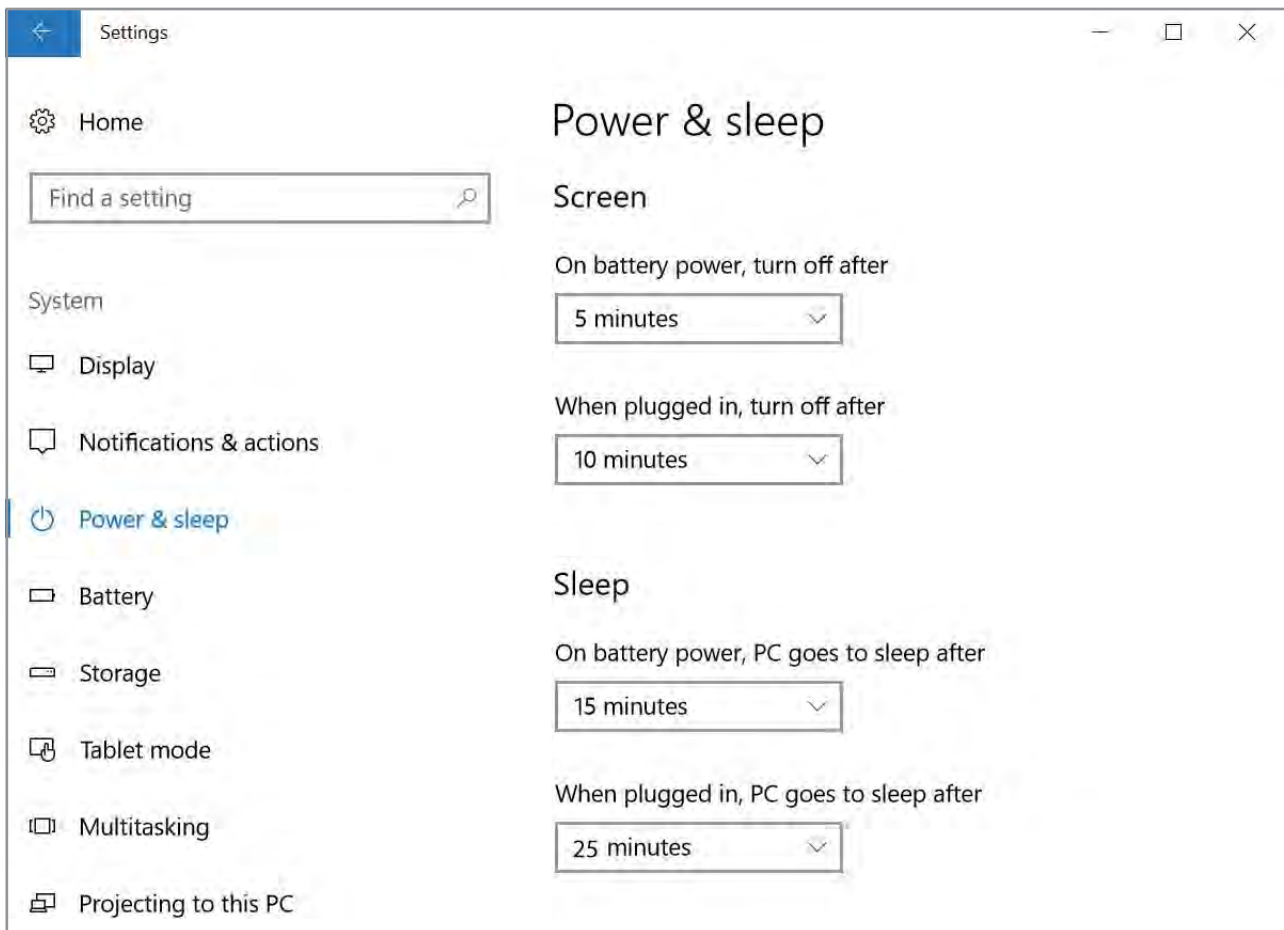 Settings
Home
Find a setting
System
Display
Notifications & actions
Power & sleep
Battery
Storage
Tablet mode
Multitasking
Projecting to this PC
Power & sleep
Screen
On battery power, turn off after
5 minutes
When plugged in, turn off after
10 minutes
Sleep
On battery power, PC goes to sleep after
15 minutes
When plugged in, PC goes to sleep after
25 minutes